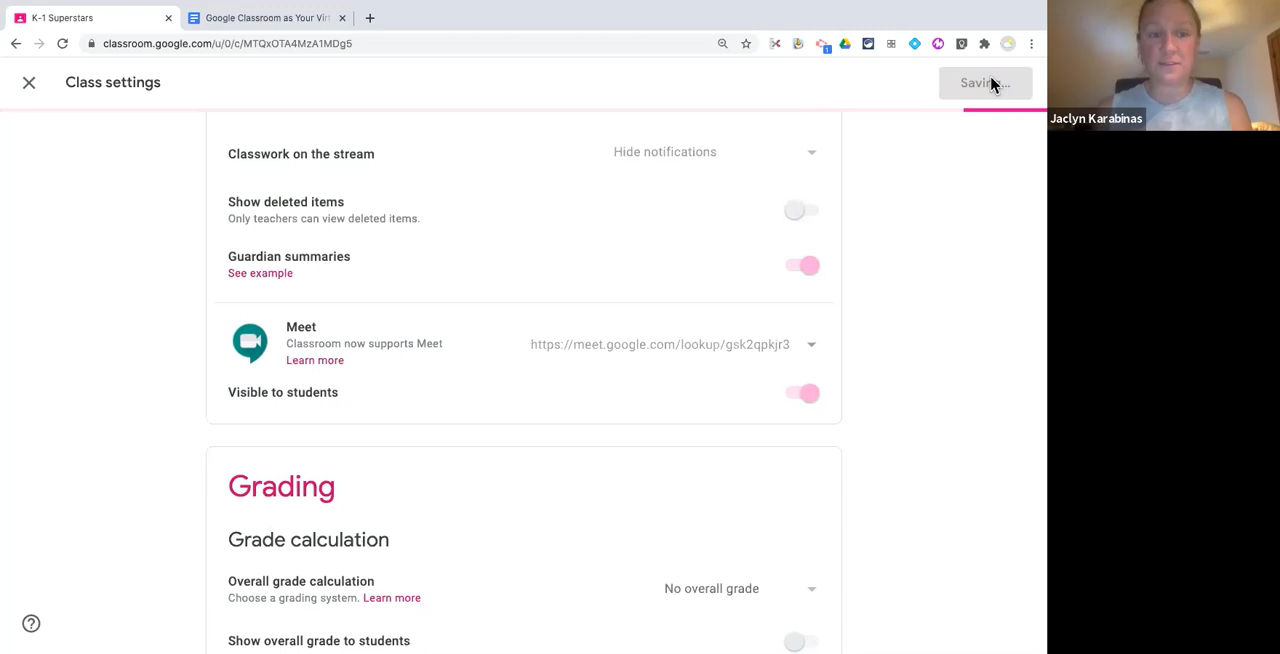 K-1 Superstars
Google Classroom as Your Virt
classroom.google.com/u/0/c/MTQxOTA4MzA1MDg5
1
Class settings
Jaclyn Karabinas
Classwork on the stream
Hide notifications
Show deleted items
Only teachers can view deleted items.
Guardian summaries
See example
Meet
Classroom now supports Meet
https://meet.google.com/lookup/gsk2qpkjr3
Learn more
Visible to students
Grading
Grade calculation
Overall grade calculation
No overall grade
Choose a grading system. Learn more
Show overall grade to students